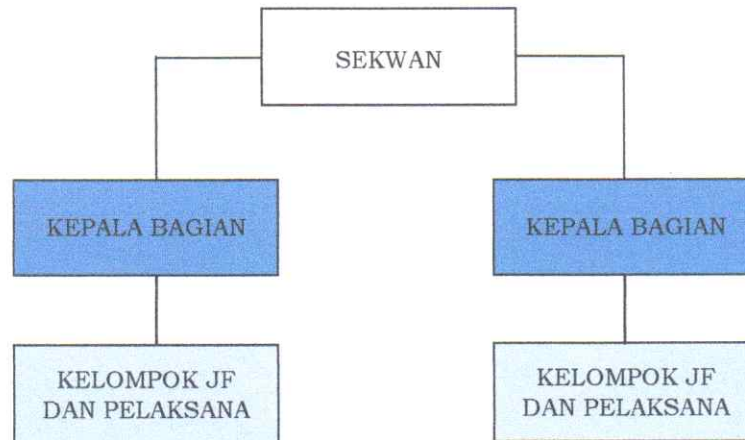 SEKWAN
KEPALA BAGIAN
KEPALA BAGIAN
KELOMPOK JF
DAN PELAKSANA
KELOMPOK JF
DAN PELAKSANA